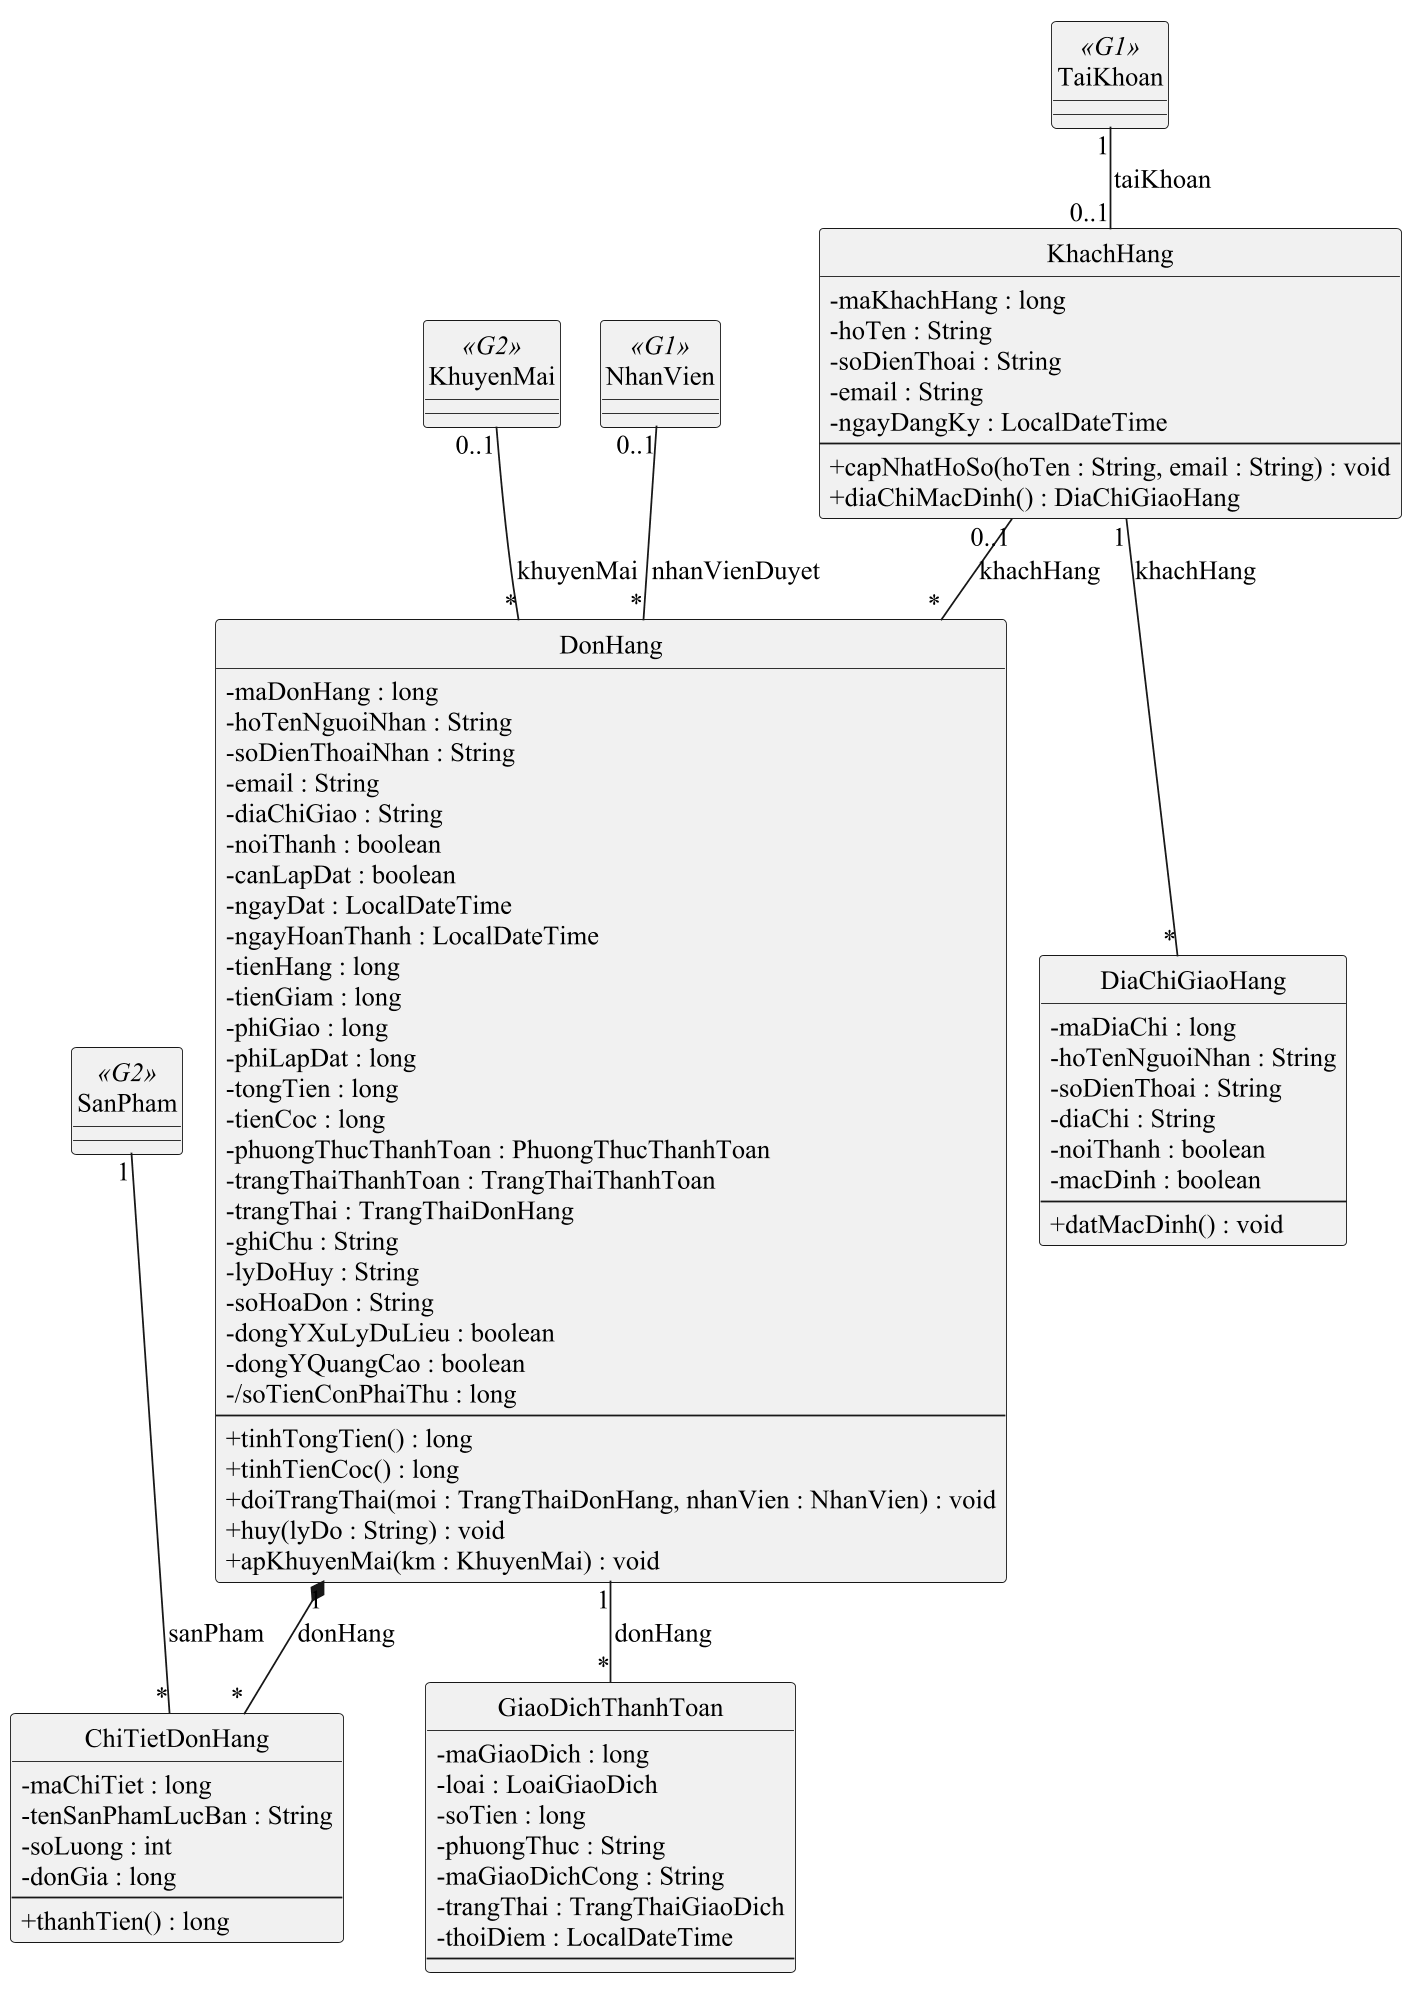 «G1»
TaiKhoan
1
taiKhoan
0..1
KhachHang
-maKhachHang : long
-hoTen : String
-soDienThoai : String
-email : String
-ngayDangKy : LocalDateTime
+capNhatHoSo(hoTen : String, email : String) : void
+diaChiMacDinh() : DiaChiGiaoHang
«G2»
KhuyenMai
«G1»
NhanVien
0..1
0..1
0..1
1
khuyenMai
nhanVienDuyet
khachHang
khachHang
*
*
*
DonHang
-maDonHang : long
-hoTenNguoiNhan : String
-soDienThoaiNhan : String
-email : String
-diaChiGiao : String
-noiThanh : boolean
-canLapDat : boolean
-ngayDat : LocalDateTime
-ngayHoanThanh : LocalDateTime
-tienHang : long
-tienGiam : long
-phiGiao : long
-phiLapDat : long
-tongTien : long
-tienCoc : long
-phuongThucThanhToan : PhuongThucThanhToan
-trangThaiThanhToan : TrangThaiThanhToan
-trangThai : TrangThaiDonHang
-ghiChu : String
-lyDoHuy : String
-soHoaDon : String
-dongYXuLyDuLieu : boolean
-dongYQuangCao : boolean
-/soTienConPhaiThu : long
+tinhTongTien() : long
+tinhTienCoc() : long
+doiTrangThai(moi : TrangThaiDonHang, nhanVien : NhanVien) : void
+huy(lyDo : String) : void
+apKhuyenMai(km : KhuyenMai) : void
*
DiaChiGiaoHang
-maDiaChi : long
-hoTenNguoiNhan : String
-soDienThoai : String
-diaChi : String
-noiThanh : boolean
-macDinh : boolean
+datMacDinh() : void
«G2»
SanPham
1
1
1
sanPham
donHang
donHang
*
*
*
ChiTietDonHang
-maChiTiet : long
-tenSanPhamLucBan : String
-soLuong : int
-donGia : long
+thanhTien() : long
GiaoDichThanhToan
-maGiaoDich : long
-loai : LoaiGiaoDich
-soTien : long
-phuongThuc : String
-maGiaoDichCong : String
-trangThai : TrangThaiGiaoDich
-thoiDiem : LocalDateTime